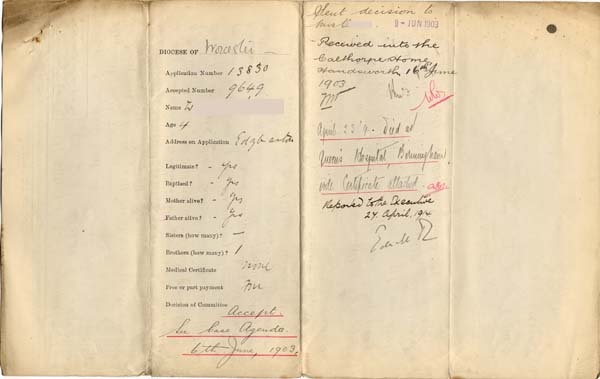 DIOCESE OF Worcester
Application Number 13830
Accepted Number 9649
Name
Age 4
Address on Application Edgbaston
Legitimate? - Yes
Baptised? - Yes
Mother alive? - Yes
Father alive? - Yes
Sisters (how many)? —
Brothers (how many)? 1
Medical Certificate none
Free or part payment
Decision of Committee
Accept.
See Case Agenda.
6th June, 1903.
Sent decision to
9 - JUN 1903
Received into the
Calthorpe Home
Handsworth 16th June
1903
April 23 Died at
Queen's Hospital, Birmingham,
vide Certificate attached.
Reported to the Executive
24 April,